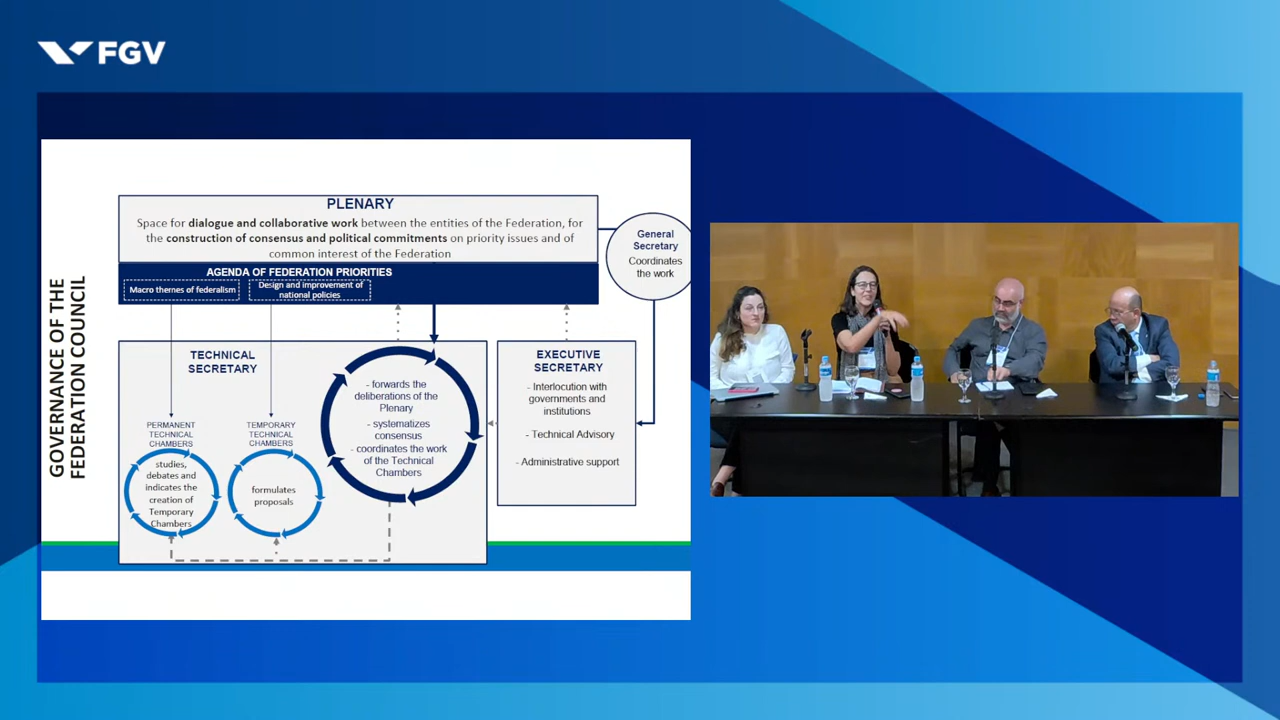 FGV
GOVERNANCE OF THE
FEDERATION COUNCIL
PLENARY
Space for dialogue and collaborative work between the entities of the Federation, for
the construction of consensus and political commitments on priority issues and of
common interest of the Federation
AGENDA OF FEDERATION PRIORITIES
Macro themes of federalism
Design and improvement of
national policies
General
Secretary
Coordinates
the work
TECHNICAL
SECRETARY
PERMANENT
TECHNICAL
CHAMBERS
studies,
debates and
indicates the
creation of
Temporary
Chambers
TEMPORARY
TECHNICAL
CHAMBERS
formulates
proposals
- forwards the
deliberations of the
Plenary
- systematizes
consensus
- coordinates the work
of the Technical
Chambers
EXECUTIVE
SECRETARY
- Interlocution with
governments and
institutions
- Technical Advisory
- Administrative support